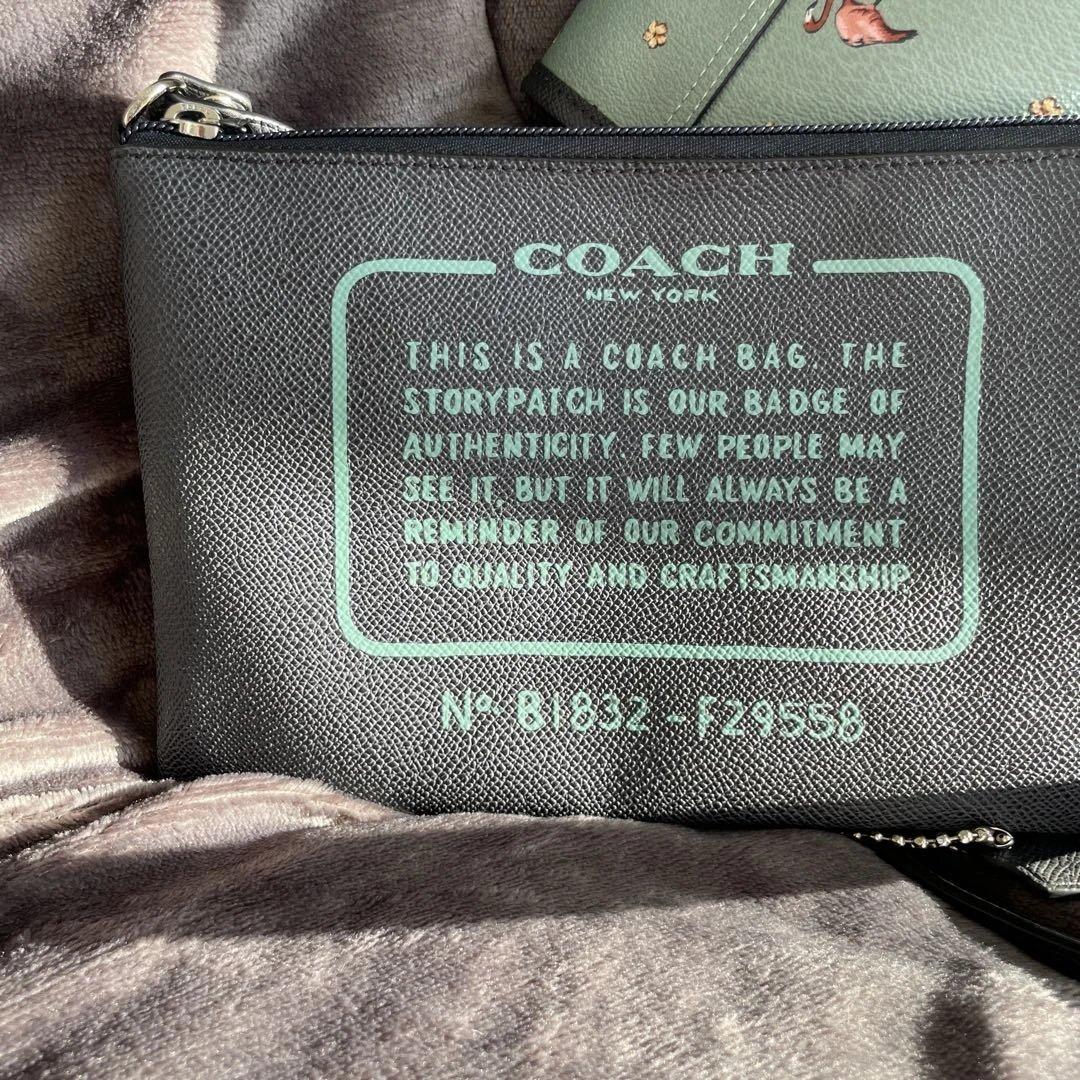 COACH
NEW YORK
THIS IS A COACH BAG. THE
STORYPATCH IS OUR BADGE OF
AUTHENTICITY. FEW PEOPLE MAY
SEE IT, BUT IT WILL ALWAYS BE A
REMINDER OF OUR COMMITMENT
TO QUALITY AND CRAFTSMANSHIP.
Nº 81832 - F29558